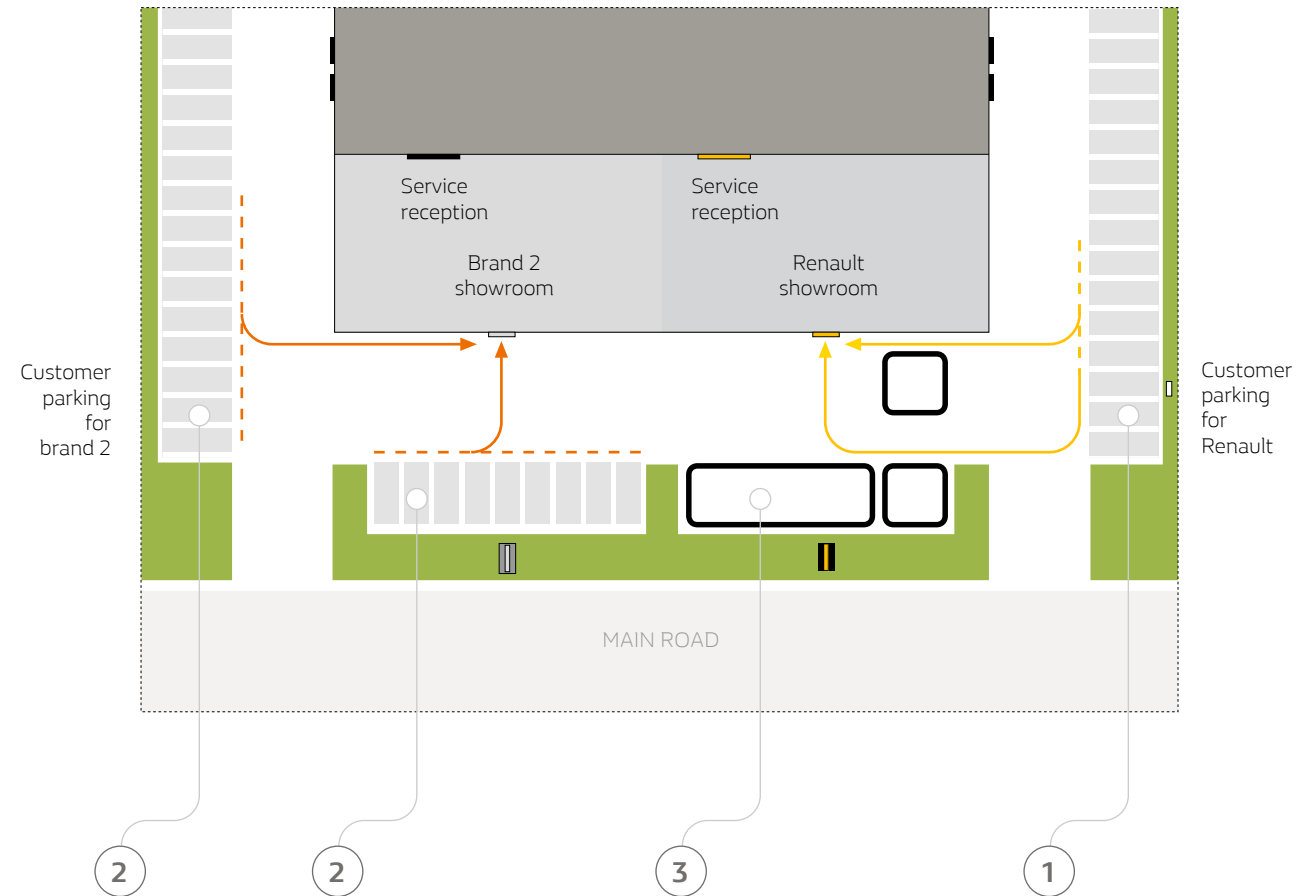 Service
reception
Service
reception
Brand 2
showroom
Renault
showroom
Customer
parking
for
brand 2
Customer
parking
for
Renault
MAIN ROAD
2
2
3
1